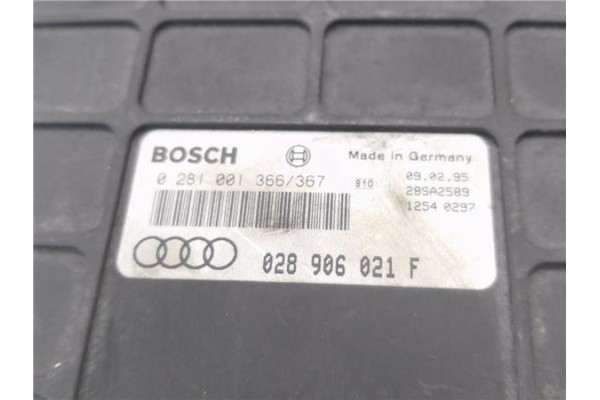 BOSCH Made in Germany
0 281 001 366/367 810 09.02.95
28SA2589
1254 0297
028 906 021 F